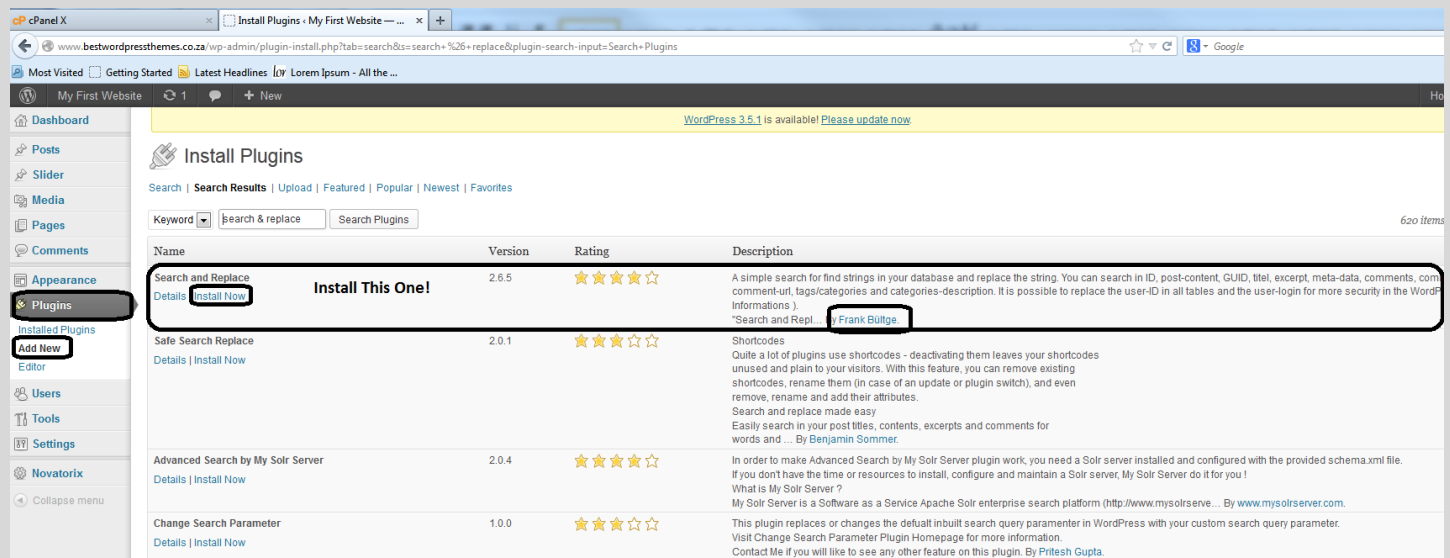 cP cPanel X
Install Plugins ‹ My First Website — ...
www.bestwordpressthemes.co.za/wp-admin/plugin-install.php?tab=search&s=search+%26+replace&plugin-search-input=Search+Plugins
Google
Most Visited Getting Started Latest Headlines Lorem Ipsum - All the ...
My First Website 1 + New Ho
Dashboard
Posts
Slider
Media
Pages
Comments
Appearance
Plugins
Installed Plugins
Add New
Editor
Users
Tools
Settings
Novatorix
Collapse menu
WordPress 3.5.1 is available! Please update now.
Install Plugins
Search | Search Results | Upload | Featured | Popular | Newest | Favorites
Keyword search & replace Search Plugins
620 items
Name Version Rating Description
Search and Replace 2.6.5
Details Install Now
Install This One!
A simple search for find strings in your database and replace the string. You can search in ID, post-content, GUID, titel, excerpt, meta-data, comments, com
comment-url, tags/categories and categories-description. It is possible to replace the user-ID in all tables and the user-login for more security in the WordP
Informations ).
"Search and Repl... y Frank Bültge.
Safe Search Replace 2.0.1
Details | Install Now
Shortcodes
Quite a lot of plugins use shortcodes - deactivating them leaves your shortcodes
unused and plain to your visitors. With this feature, you can remove existing
shortcodes, rename them (in case of an update or plugin switch), and even
remove, rename and add their attributes.
Search and replace made easy
Easily search in your post titles, contents, excerpts and comments for
words and ... By Benjamin Sommer.
Advanced Search by My Solr Server 2.0.4
Details | Install Now
In order to make Advanced Search by My Solr Server plugin work, you need a Solr server installed and configured with the provided schema.xml file.
If you don't have the time or resources to install, configure and maintain a Solr server, My Solr Server do it for you !
What is My Solr Server ?
My Solr Server is a Software as a Service Apache Solr enterprise search platform (http://www.mysolrserve... By www.mysolrserver.com.
Change Search Parameter 1.0.0
Details | Install Now
This plugin replaces or changes the defualt inbuilt search query paramenter in WordPress with your custom search query parameter.
Visit Change Search Parameter Plugin Homepage for more information.
Contact Me if you will like to see any other feature on this plugin. By Pritesh Gupta.